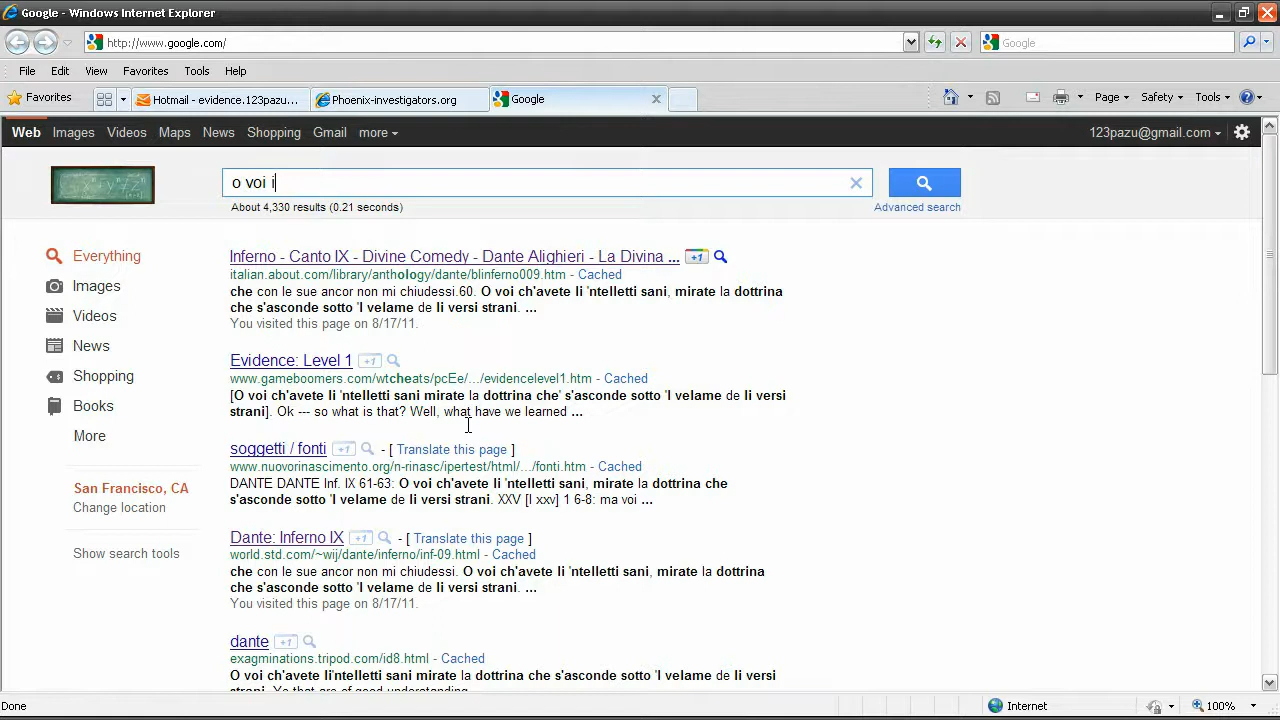 Google - Windows Internet Explorer
http://www.google.com/
Google
File Edit View Favorites Tools Help
Favorites
Hotmail - evidence.123pazu...
Phoenix-investigators.org
Google
Page
Safety
Tools
Web Images Videos Maps News Shopping Gmail more
123pazu@gmail.com
o voi i
About 4,330 results (0.21 seconds)
Advanced search
Everything
Images
Videos
News
Shopping
Books
More
San Francisco, CA
Change location
Show search tools
Inferno - Canto IX - Divine Comedy - Dante Alighieri - La Divina ... +1
italian.about.com/library/anthology/dante/blinferno009.htm - Cached
che con le sue ancor non mi chiudessi.60. O voi ch'avete li 'ntelletti sani, mirate la dottrina
che s'asconde sotto 'l velame de li versi strani. ...
You visited this page on 8/17/11.
Evidence: Level 1 +1
www.gameboomers.com/wtcheats/pcEe/.../evidencelevel1.htm - Cached
[O voi ch'avete li 'ntelletti sani mirate la dottrina che' s'asconde sotto 'l velame de li versi
strani]. Ok --- so what is that? Well, what have we learned ...
soggetti / fonti +1 - [ Translate this page ]
www.nuovorinascimento.org/n-rinasc/ipertest/html/.../fonti.htm - Cached
DANTE DANTE Inf. IX 61-63: O voi ch'avete li 'ntelletti sani, mirate la dottrina che
s'asconde sotto 'l velame de li versi strani. XXV [I xxv] 1 6-8: ma voi ...
Dante: Inferno IX +1 - [ Translate this page ]
world.std.com/~wij/dante/inferno/inf-09.html - Cached
che con le sue ancor non mi chiudessi. O voi ch'avete li 'ntelletti sani, mirate la dottrina
che s'asconde sotto 'l velame de li versi strani. ...
You visited this page on 8/17/11.
dante +1
exagminations.tripod.com/id8.html - Cached
O voi ch'avete li'ntelletti sani mirate la dottrina che s'asconde sotto 'l velame de li versi
strani. Ye that are of good understanding
Done
Internet
100%